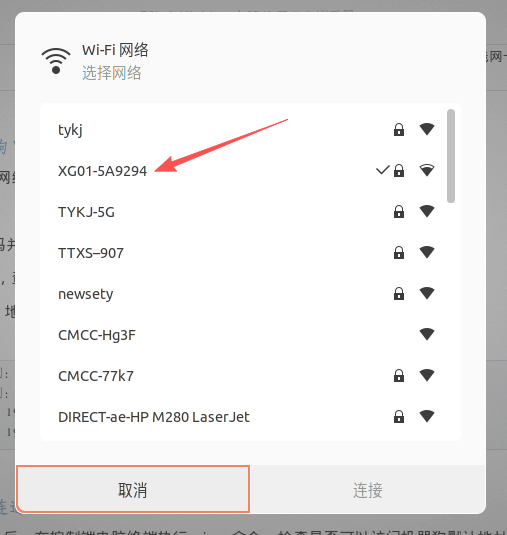 Wi-Fi 网络
选择网络
tykj
XG01-5A9294
TYKJ-5G
TTXS–907
newsety
CMCC-Hg3F
CMCC-77k7
DIRECT-ae-HP M280 LaserJet
取消
连接